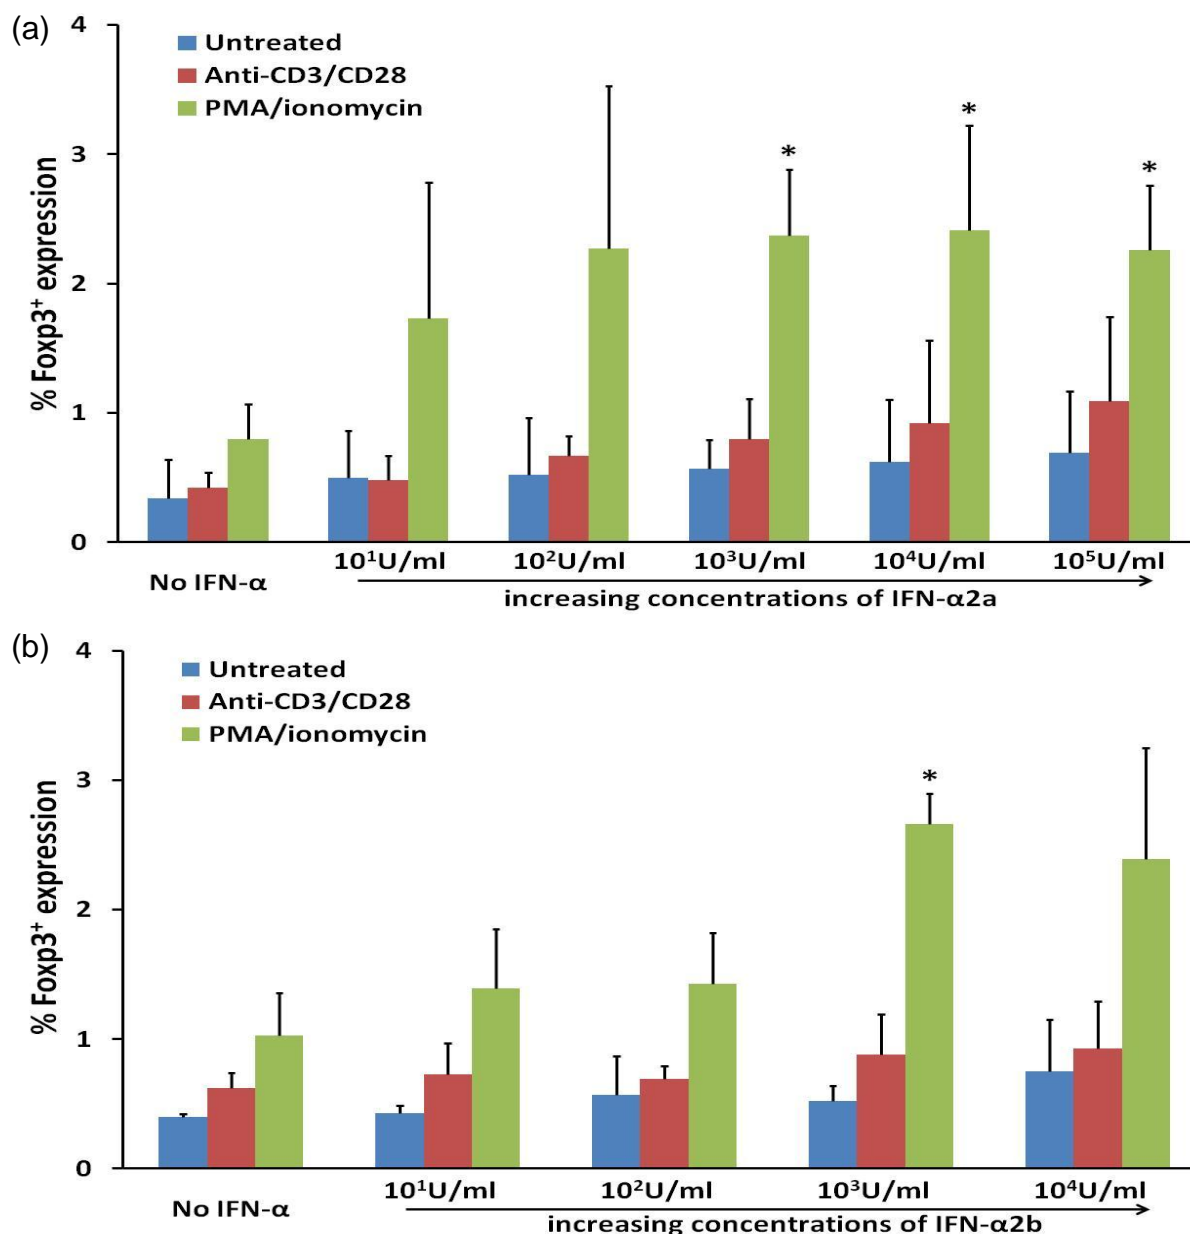 (a)
4
Untreated
Anti-CD3/CD28
PMA/ionomycin
3
2
1
0
% Foxp3⁺ expression
*
*
*
No IFN-α
10¹U/ml
10²U/ml
10³U/ml
10⁴U/ml
10⁵U/ml
increasing concentrations of IFN-α2a
(b)
4
Untreated
Anti-CD3/CD28
PMA/ionomycin
3
2
1
0
% Foxp3⁺ expression
*
No IFN-α
10¹U/ml
10²U/ml
10³U/ml
10⁴U/ml
increasing concentrations of IFN-α2b